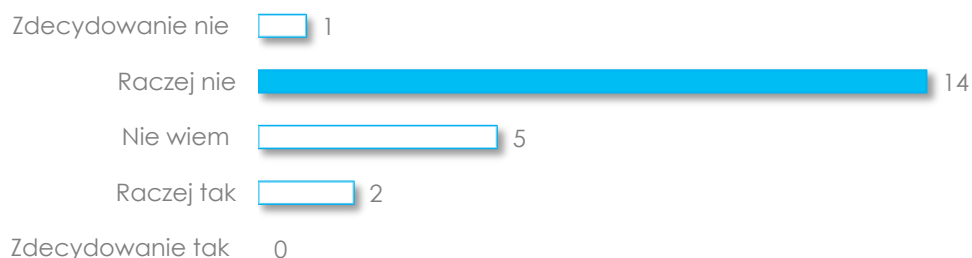 Zdecydowanie nie 1
Raczej nie 14
Nie wiem 5
Raczej tak 2
Zdecydowanie tak 0